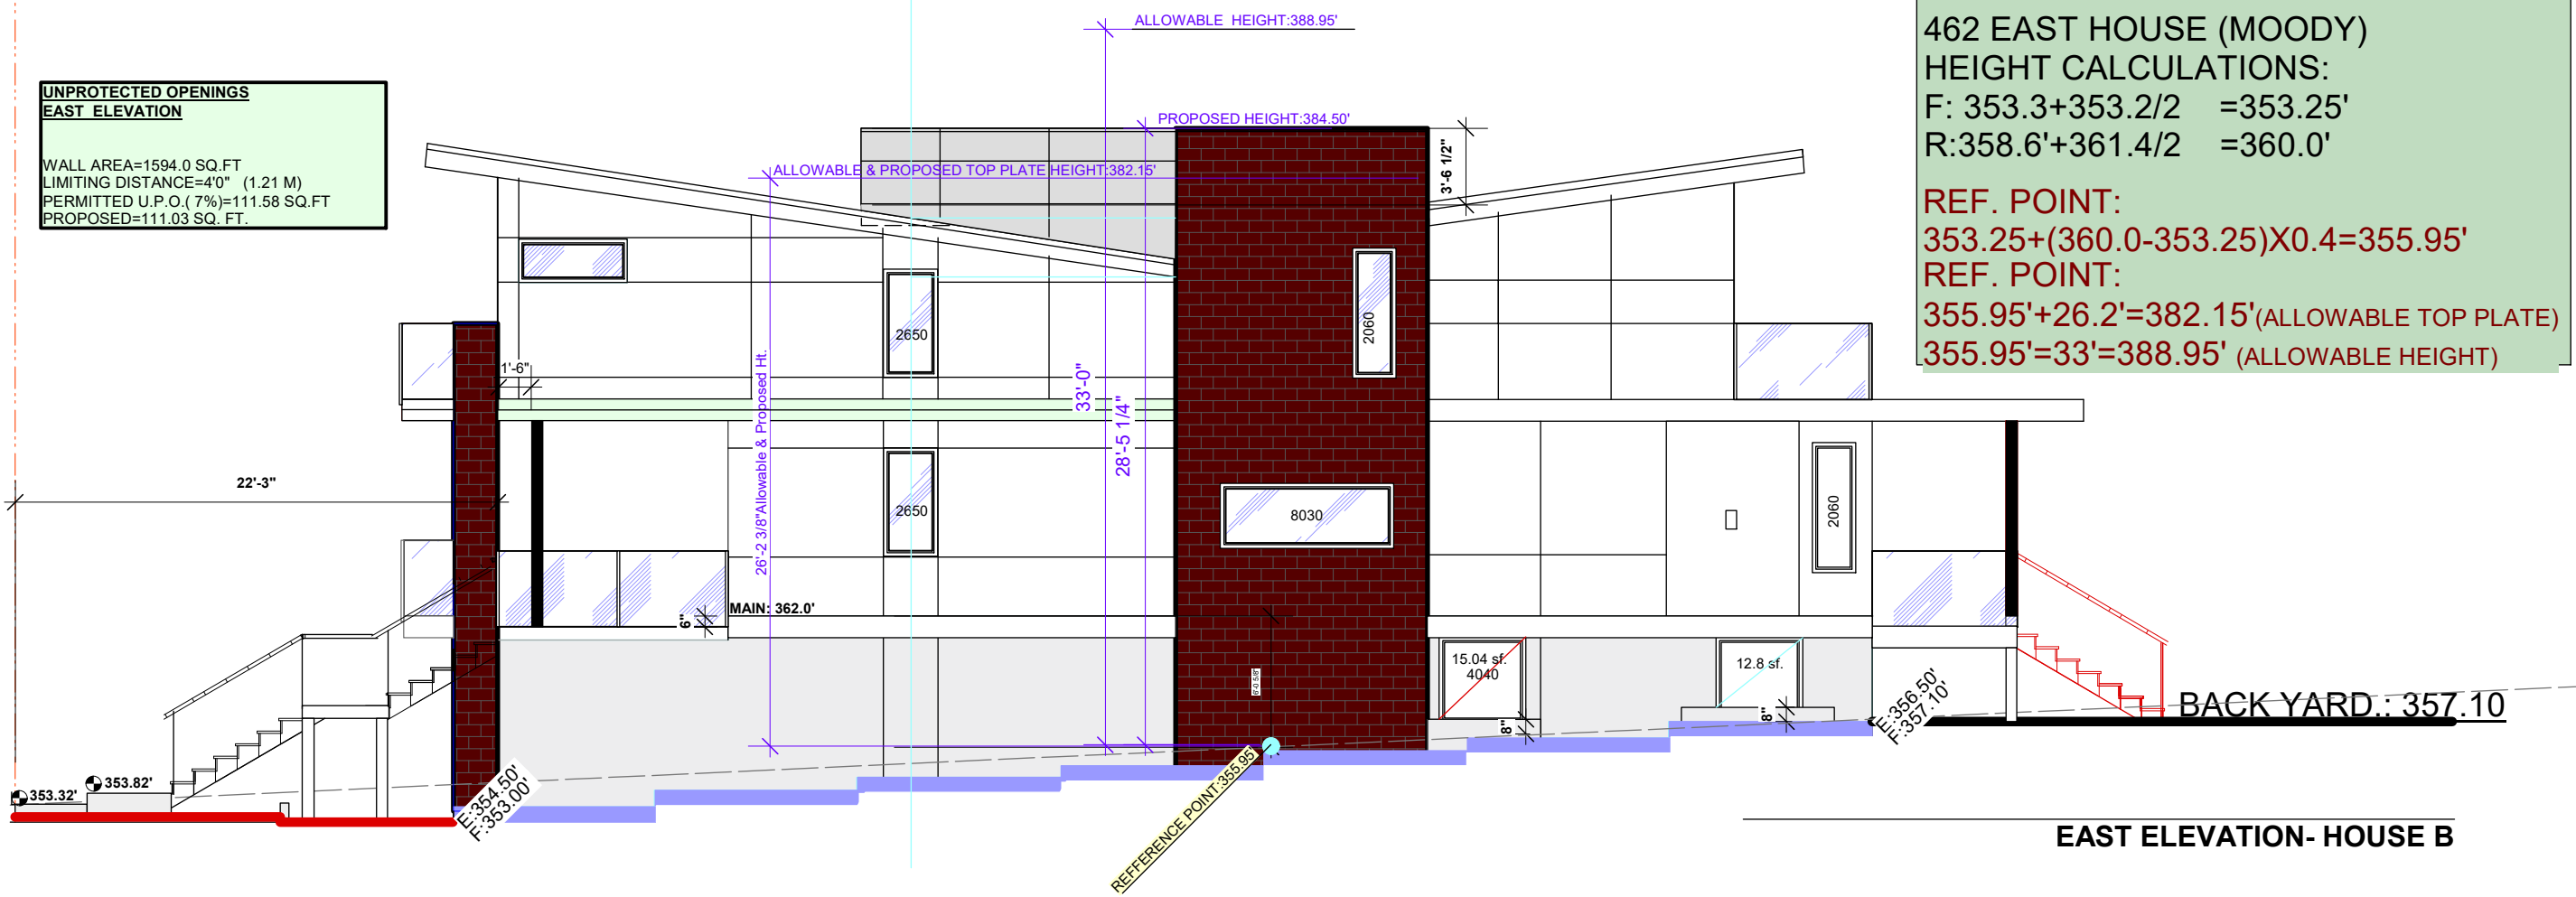 ALLOWABLE  HEIGHT:388.95'
462 EAST HOUSE (MOODY)
HEIGHT CALCULATIONS:
F: 353.3+353.2/2    =353.25'
R:358.6'+361.4/2    =360.0'
REF. POINT:
353.25+(360.0-353.25)X0.4=355.95'
REF. POINT:
355.95'+26.2'=382.15'(ALLOWABLE TOP PLATE)
355.95'=33'=388.95' (ALLOWABLE HEIGHT)
UNPROTECTED OPENINGS
EAST  ELEVATION
WALL AREA=1594.0 SQ.FT
LIMITING DISTANCE=4'0"  (1.21 M)
PERMITTED U.P.O.( 7%)=111.58 SQ.FT
PROPOSED=111.03 SQ. FT.
PROPOSED HEIGHT:384.50'
ALLOWABLE & PROPOSED TOP PLATE HEIGHT:382.15'
3'-6 1/2"
2650
2060
1'-6"
26'-2 3/8"Allowable & Proposed Ht.
33'-0"
28'-5 1/4"
22'-3"
2650
8030
2060
MAIN: 362.0'
6"
6'-0 5/8"
15.04 sf.
4040
12.8 sf.
8"
8"
E:356.50'
F:357.10'
BACK YARD.: 357.10
353.32'
353.82'
E:354.50'
F:353.00'
REFFERENCE POINT:355.95'
EAST ELEVATION- HOUSE B